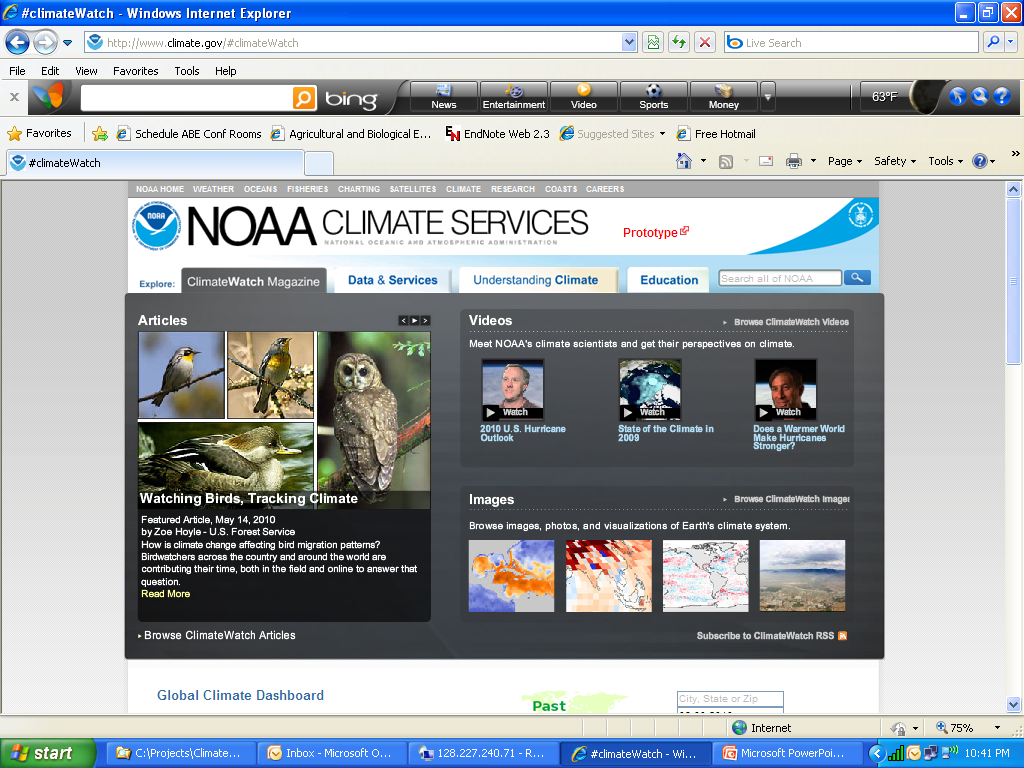 #climateWatch - Windows Internet Explorer
http://www.climate.gov/#climateWatch
Live Search
File Edit View Favorites Tools Help
x
bing
News Entertainment Video Sports Money
63°F
Favorites
Schedule ABE Conf Rooms
Agricultural and Biological E...
EndNote Web 2.3
Suggested Sites
Free Hotmail
#climateWatch
Page Safety Tools
NOAA HOME WEATHER OCEANS FISHERIES CHARTING SATELLITES CLIMATE RESEARCH COASTS CAREERS
NOAA
NOAA CLIMATE SERVICES
NATIONAL OCEANIC AND ATMOSPHERIC ADMINISTRATION
Prototype
Explore:
ClimateWatch Magazine
Data & Services
Understanding Climate
Education
Search all of NOAA
Articles
Watching Birds, Tracking Climate
Featured Article, May 14, 2010
by Zoe Hoyle - U.S. Forest Service
How is climate change affecting bird migration patterns?
Birdwatchers across the country and around the world are
contributing their time, both in the field and online to answer that
question.
Read More
Browse ClimateWatch Articles
Videos
Browse ClimateWatch Videos
Meet NOAA's climate scientists and get their perspectives on climate.
Watch
Watch
Watch
2010 U.S. Hurricane
Outlook
State of the Climate in
2009
Does a Warmer World
Make Hurricanes
Stronger?
Images
Browse ClimateWatch Images
Browse images, photos, and visualizations of Earth's climate system.
Subscribe to ClimateWatch RSS
Global Climate Dashboard
Past
City, State or Zip
Internet
75%
start
C:\Projects\Climate...
Inbox - Microsoft O...
128.227.240.71 - R...
#climateWatch - Wi...
Microsoft PowerPoi...
10:41 PM